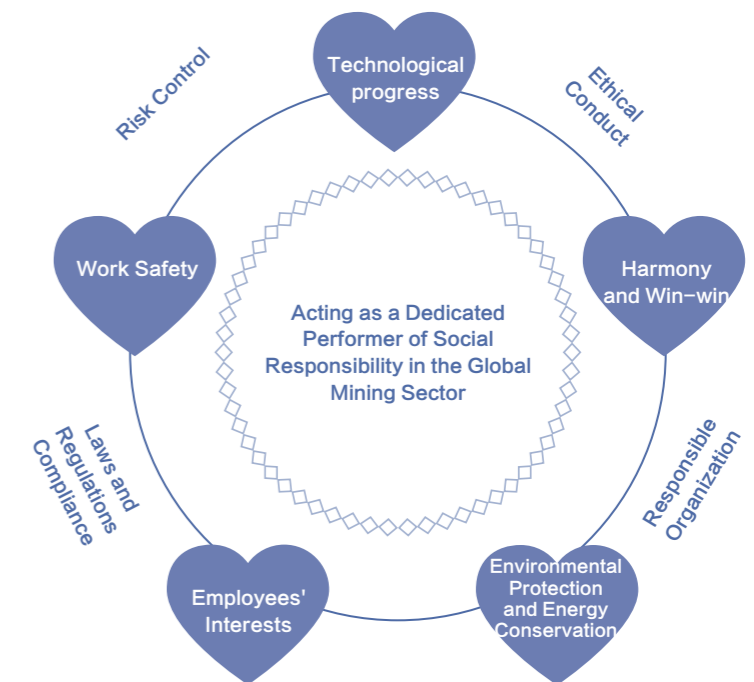 Technological
progress
Risk Control
Ethical
Conduct
Work Safety
Harmony
and Win-win
Acting as a Dedicated
Performer of Social
Responsibility in the Global
Mining Sector
Laws and
Regulations
Compliance
Responsible
Organization
Employees'
Interests
Environmental
Protection
and Energy
Conservation